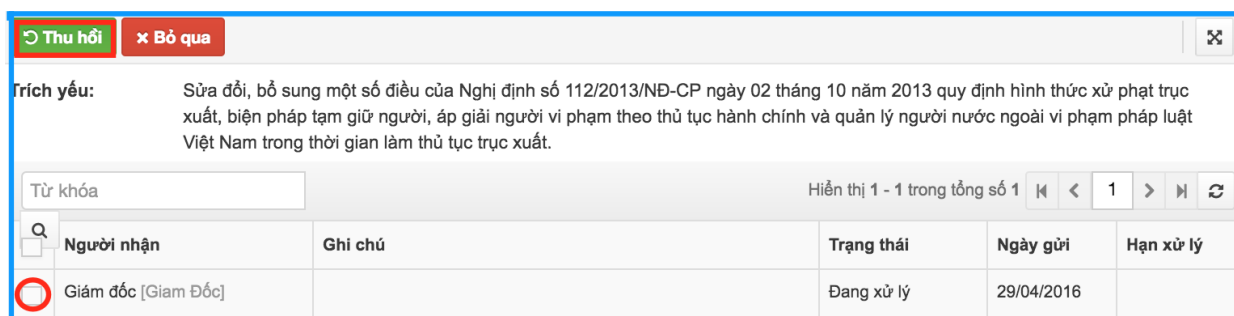 Thu hồi Bỏ qua
Trích yếu: Sửa đổi, bổ sung một số điều của Nghị định số 112/2013/NĐ-CP ngày 02 tháng 10 năm 2013 quy định hình thức xử phạt trục
xuất, biện pháp tạm giữ người, áp giải người vi phạm theo thủ tục hành chính và quản lý người nước ngoài vi phạm pháp luật
Việt Nam trong thời gian làm thủ tục trục xuất.
Từ khóa Hiển thị 1 - 1 trong tổng số 1 1
Người nhận Ghi chú Trạng thái Ngày gửi Hạn xử lý
Giám đốc [Giam Đốc] Đang xử lý 29/04/2016